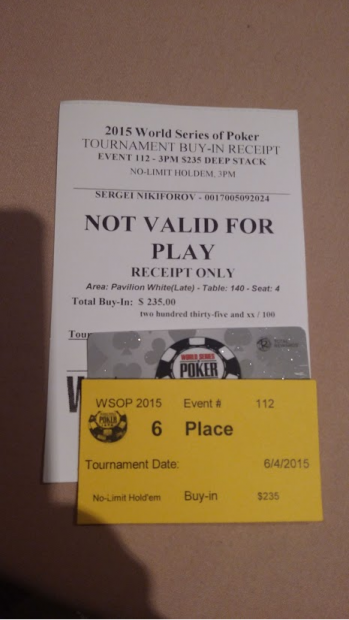 2015 World Series of Poker
TOURNAMENT BUY-IN RECEIPT
EVENT 112 - 3PM $235 DEEP STACK
NO-LIMIT HOLDEM, 3PM
SERGEI NIKIFOROV - 0017005092024
NOT VALID FOR
PLAY
RECEIPT ONLY
Area: Pavilion White(Late) - Table: 140 - Seat: 4
Total Buy-In: $ 235.00
two hundred thirty-five and xx / 100
Tour
WORLD SERIES
POKER
WSOP 2015 Event # 112
POKER
6 Place
Tournament Date: 6/4/2015
No-Limit Hold'em Buy-in $235